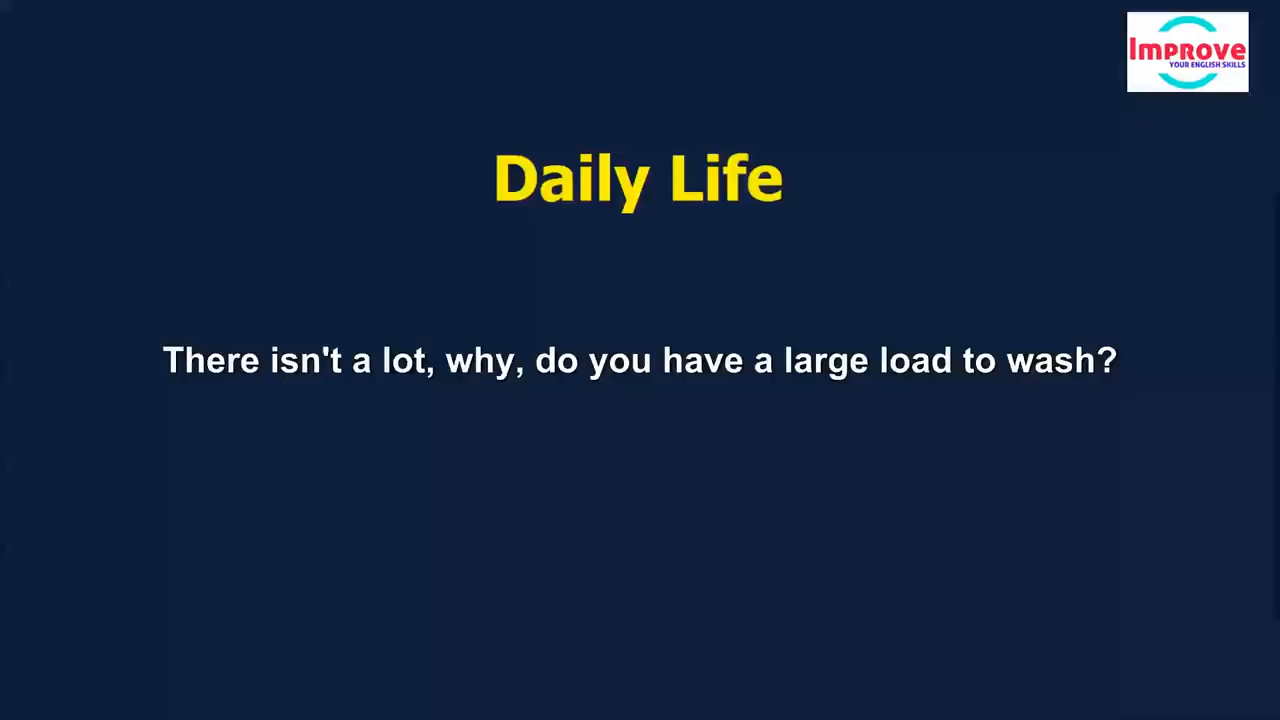 Improve
YOUR ENGLISH SKILLS
Daily Life
There isn't a lot, why, do you have a large load to wash?